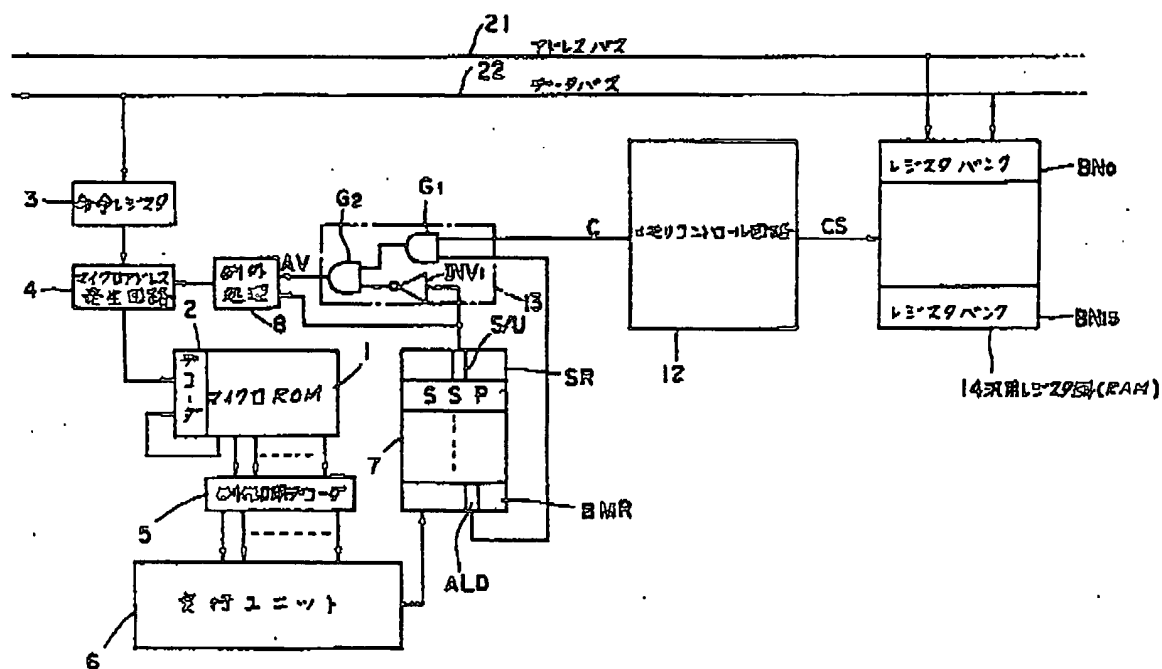 21
アドレスバス
22
データバス
3
命令レジスタ
4
マイクロアドレス
発生回路
2
デコーダ
1
マイクロROM
8
例外
処理
AV
G2
G1
INV1
13
S/U
SR
SSP
7
BMR
ALD
C
メモリコントロール回路
12
CS
レジスタバンク
BN0
レジスタバンク
BN15
14汎用レジスタ回(RAM)
デコーダ
5
実行ユニット
6